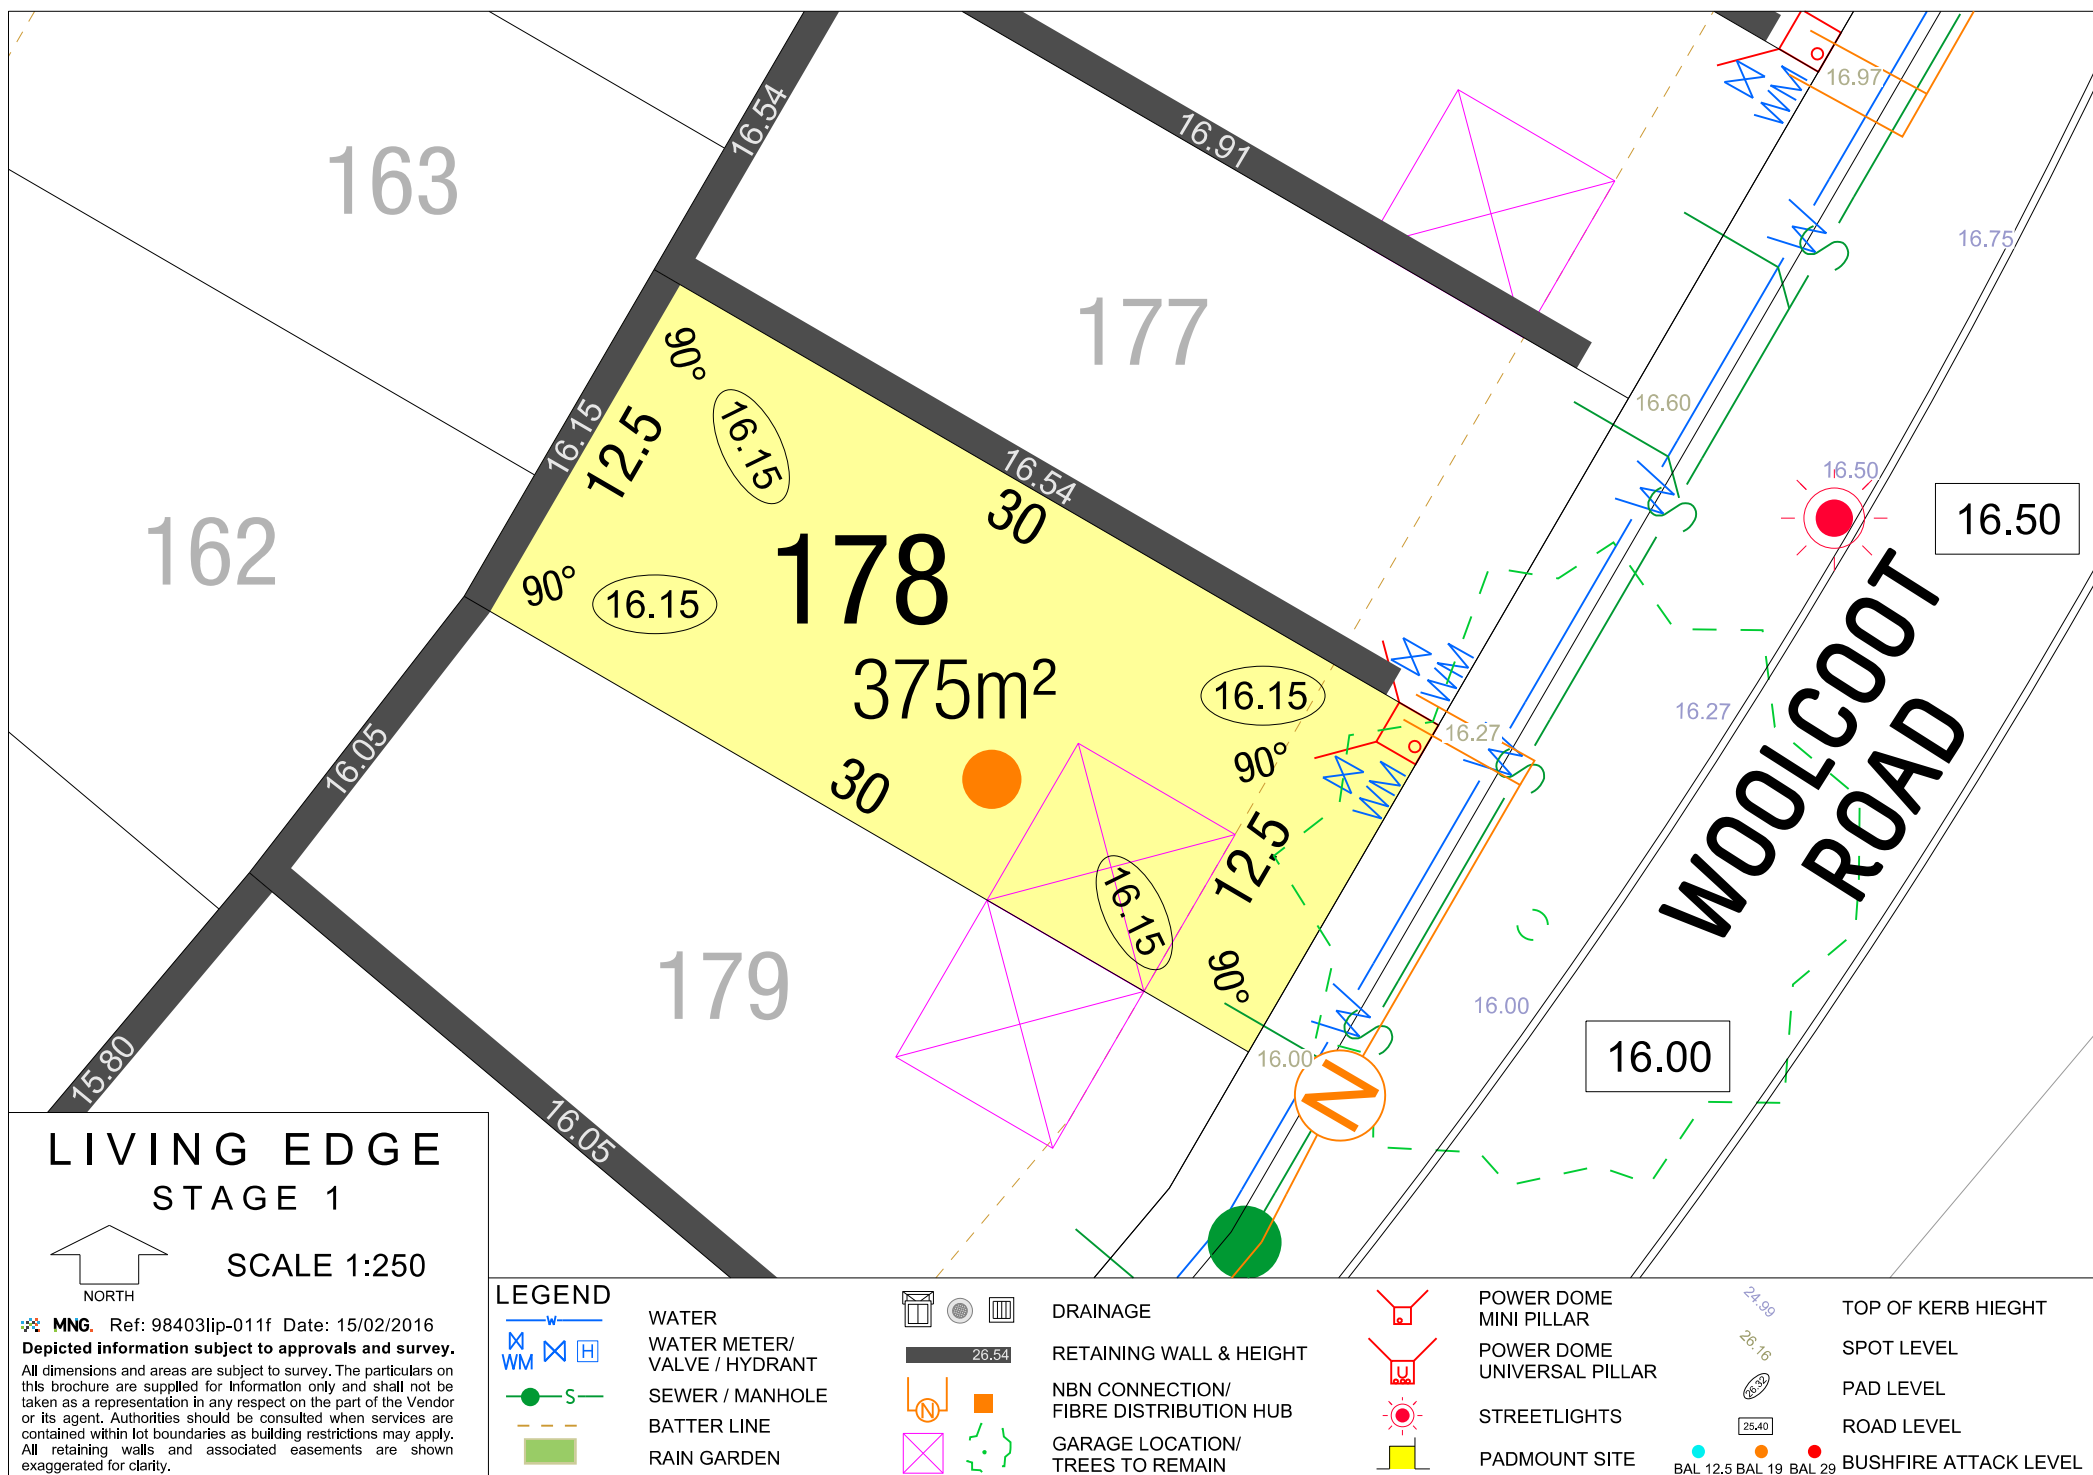 16.54
16.91
16.97
163
177
16.75
16.60
16.50
16.50
90°
16.15
12.5
16.15
16.54
30
162
178
90°
16.15
375m²
16.15
WM
WM
16.27
16.27
WOOLCOOT
ROAD
16.05
30
90°
12.5
16.15
90°
179
16.00
16.00
16.00
N
15.80
16.05
W
S
W
S
W
S
W
S
WM
LIVING EDGE
STAGE 1
SCALE 1:250
NORTH
MNG. Ref: 98403lip-011f Date: 15/02/2016
Depicted information subject to approvals and survey.
All dimensions and areas are subject to survey. The particulars on
this brochure are supplied for information only and shall not be
taken as a representation in any respect on the part of the Vendor
or its agent. Authorities should be consulted when services are
contained within lot boundaries as building restrictions may apply.
All retaining walls and associated easements are shown
exaggerated for clarity.
LEGEND
W
WATER
WM
H
WATER METER/
VALVE / HYDRANT
S
SEWER / MANHOLE
BATTER LINE
RAIN GARDEN
DRAINAGE
26.54
RETAINING WALL & HEIGHT
N
NBN CONNECTION/
FIBRE DISTRIBUTION HUB
GARAGE LOCATION/
TREES TO REMAIN
POWER DOME
MINI PILLAR
U
POWER DOME
UNIVERSAL PILLAR
STREETLIGHTS
PADMOUNT SITE
24.99
TOP OF KERB HIEGHT
26.16
SPOT LEVEL
26.32
PAD LEVEL
25.40
ROAD LEVEL
BAL 12.5 BAL 19 BAL 29
BUSHFIRE ATTACK LEVEL